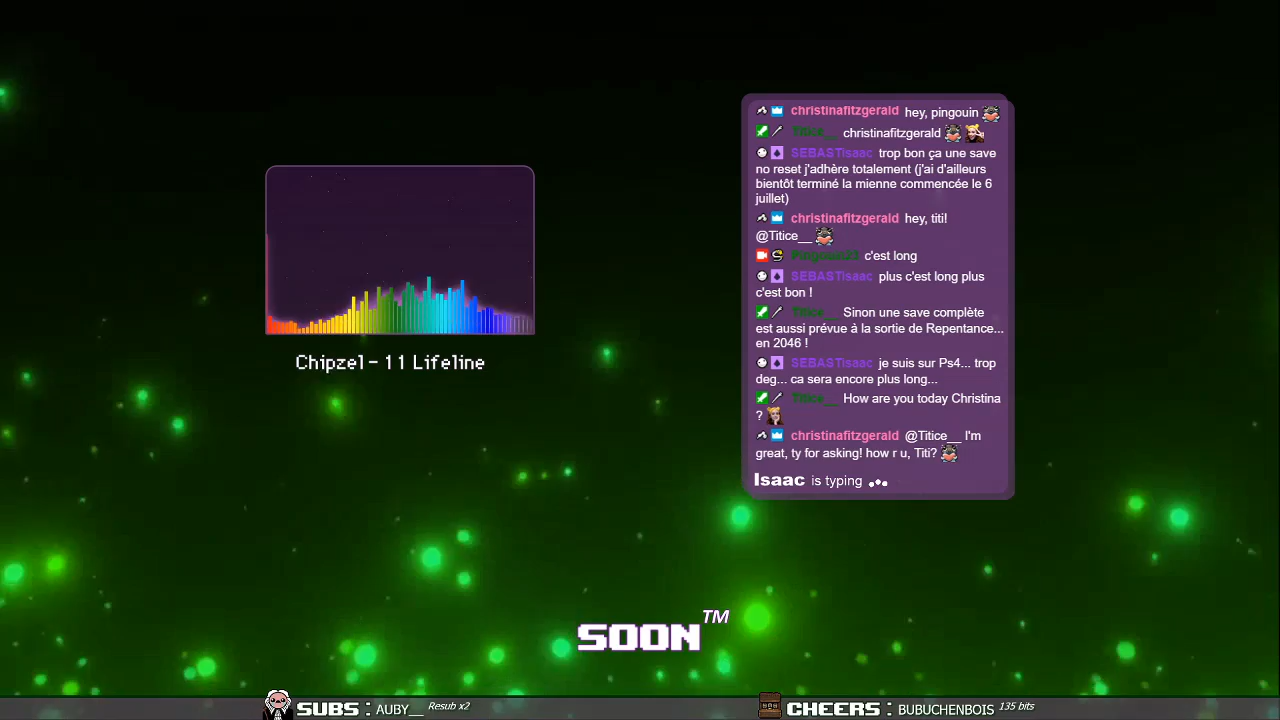 christinafitzgerald hey, pingouin
Titice__ christinafitzgerald
SEBASTisaac trop bon ça une save
no reset j'adhère totalement (j'ai d'ailleurs
bientôt terminé la mienne commencée le 6
juillet)
christinafitzgerald hey, titi!
@Titice__
c'est long
SEBASTisaac plus c'est long plus
c'est bon !
Titice__ Sinon une save complète
est aussi prévue à la sortie de Repentance...
en 2046 !
SEBASTisaac je suis sur Ps4... trop
deg... ca sera encore plus long...
Titice__ How are you today Christina
?
christinafitzgerald @Titice__ I'm
great, ty for asking! how r u, Titi?
Isaac is typing
Chipzel - 11 Lifeline
SOON™
SUBS : AUBY__ Resub x2
CHEERS : BUBUCHENBOIS 135 bits